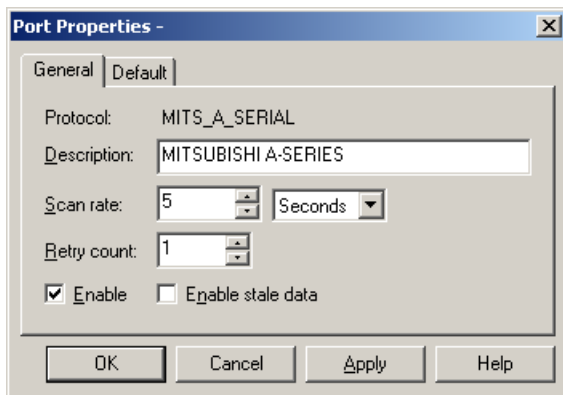 Port Properties -
General Default
Protocol: MITS_A_SERIAL
Description: MITSUBISHI A-SERIES
Scan rate: 5 Seconds
Retry count: 1
Enable Enable stale data
OK Cancel Apply Help